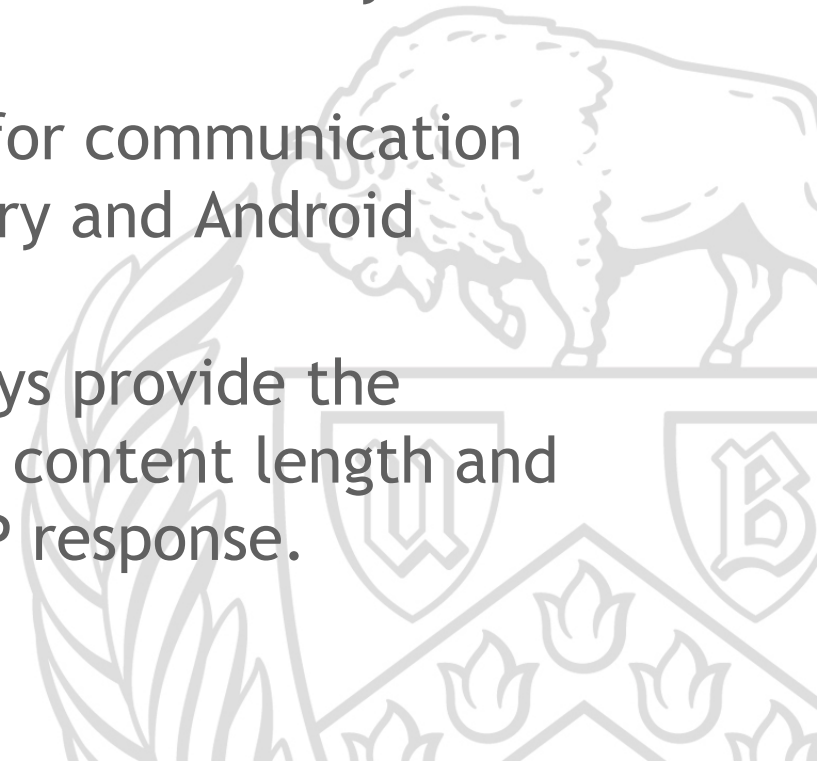 for communication
ry and Android
ys provide the
content length and
P response.
U B